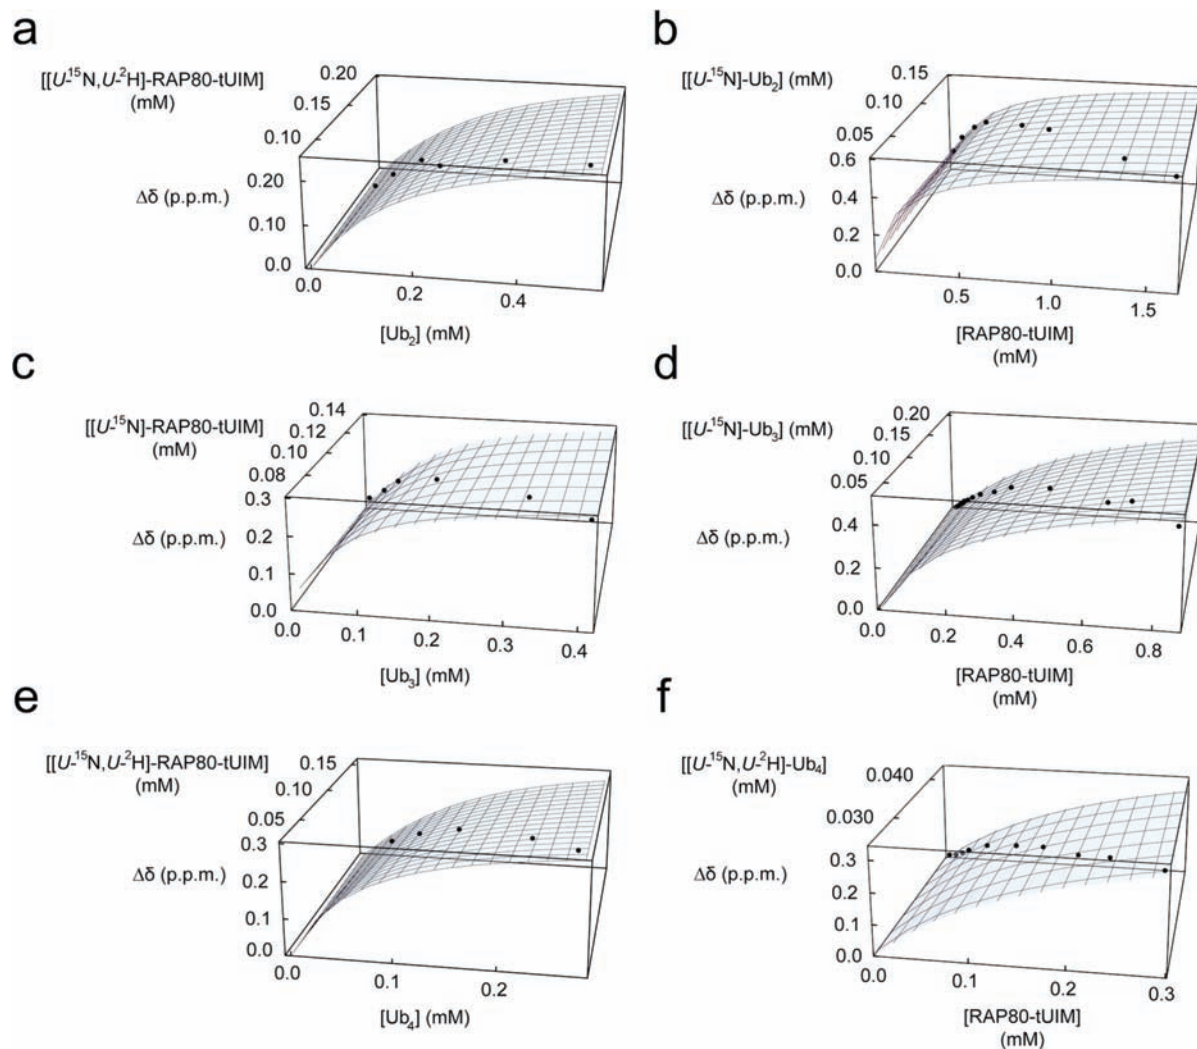 a
[[U-15N,U-2H]-RAP80-tUIM]
(mM)
0.20
0.15
0.10
0.20
0.10
0.0
Δδ (p.p.m.)
0.0
0.2
0.4
[Ub2] (mM)
b
[[U-15N]-Ub2] (mM)
0.15
0.10
0.05
0.6
0.4
0.2
0.0
Δδ (p.p.m.)
0.5
1.0
1.5
[RAP80-tUIM]
(mM)
c
[[U-15N]-RAP80-tUIM]
(mM)
0.14
0.12
0.10
0.08
0.3
0.2
0.1
0.0
Δδ (p.p.m.)
0.0
0.1
0.2
0.3
0.4
[Ub3] (mM)
d
[[U-15N]-Ub3] (mM)
0.20
0.15
0.10
0.05
0.4
0.2
0.0
Δδ (p.p.m.)
0.0
0.2
0.4
0.6
0.8
[RAP80-tUIM]
(mM)
e
[[U-15N,U-2H]-RAP80-tUIM]
(mM)
0.15
0.10
0.05
0.3
0.2
0.1
0.0
Δδ (p.p.m.)
0.0
0.1
0.2
[Ub4] (mM)
f
[[U-15N,U-2H]-Ub4]
(mM)
0.040
0.030
0.3
0.2
0.1
0.0
Δδ (p.p.m.)
0.0
0.1
0.2
0.3
[RAP80-tUIM]
(mM)